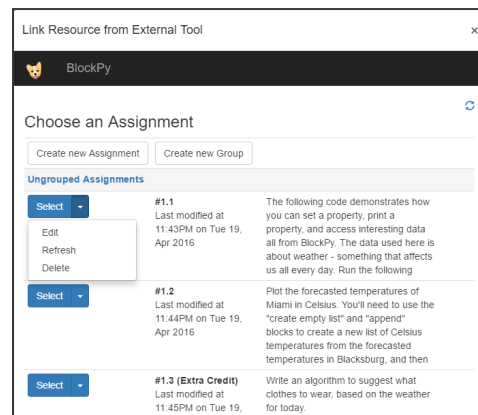 Link Resource from External Tool ×
BlockPy
Choose an Assignment
Create new Assignment Create new Group
Ungrouped Assignments
Select
Edit
Refresh
Delete
#1.1
Last modified at
11:43PM on Tue 19,
Apr 2016
The following code demonstrates how
you can set a property, print a
property, and access interesting data
all from BlockPy. The data used here is
about weather - something that affects
us all every day. Run the following
Select
#1.2
Last modified at
11:44PM on Tue 19,
Apr 2016
Plot the forecasted temperatures of
Miami in Celsius. You'll need to use the
"create empty list" and "append"
blocks to create a new list of Celsius
temperatures from the forecasted
temperatures in Blacksburg, and then
Select
#1.3 (Extra Credit)
Last modified at
11:45PM on Tue 19,
Write an algorithm to suggest what
clothes to wear, based on the weather
for today.